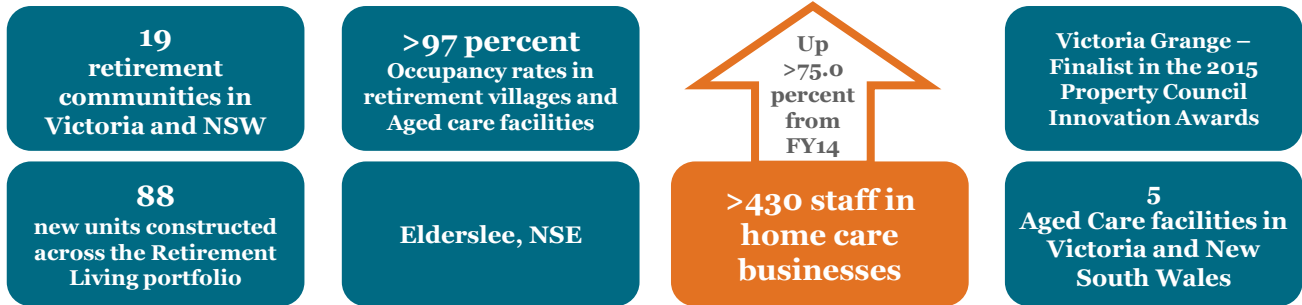 19
retirement
communities in
Victoria and NSW
>97 percent
Occupancy rates in
retirement villages and
Aged care facilities
Up
>75.0
percent
from
FY14
Victoria Grange –
Finalist in the 2015
Property Council
Innovation Awards
88
new units constructed
across the Retirement
Living portfolio
Elderslee, NSE
>430 staff in
home care
businesses
5
Aged Care facilities in
Victoria and New
South Wales